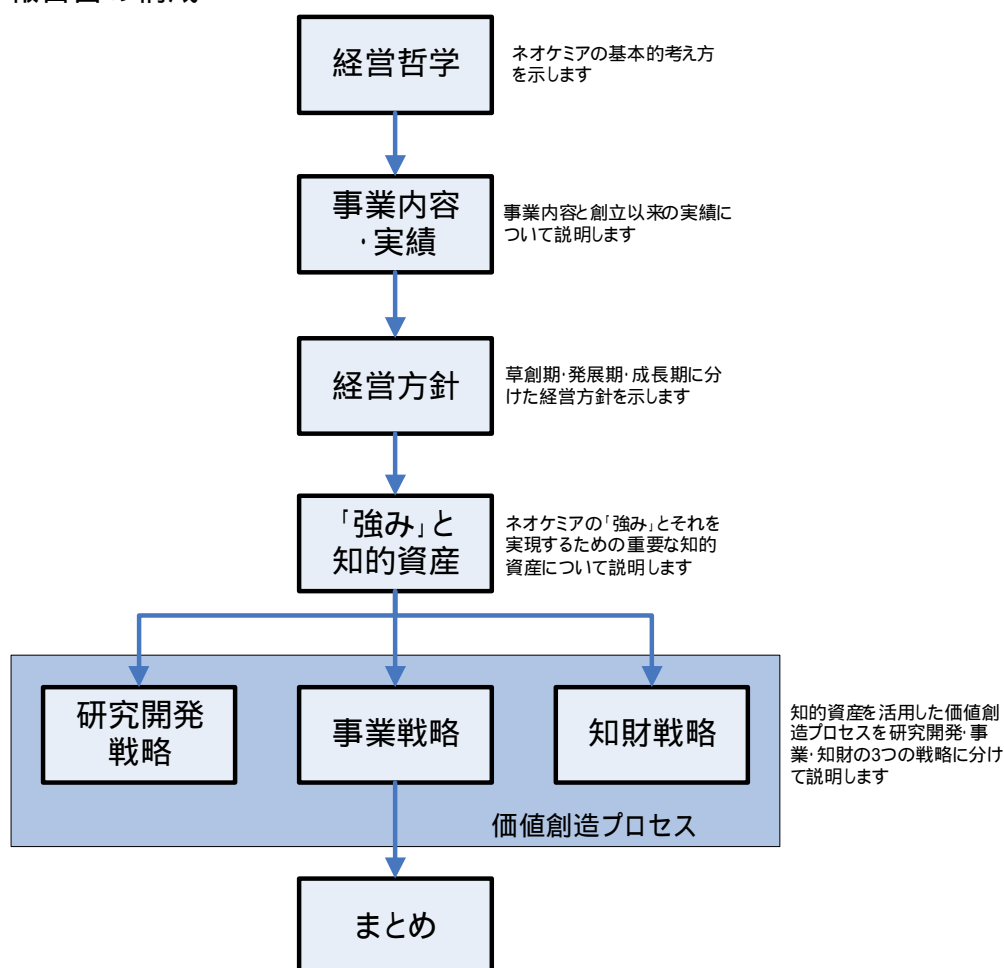 経営哲学
ネオケミアの基本的考え方
を示します
事業内容
・実績
事業内容と創立以来の実績に
ついて説明します
経営方針
草創期・発展期・成長期に分
けた経営方針を示します
「強み」と
知的資産
ネオケミアの「強み」とそれを
実現するための重要な知的
資産について説明します
研究開発
戦略
事業戦略
知財戦略
知的資産を活用した価値創
造プロセスを研究開発・事
業・知財の3つの戦略に分け
て説明します
価値創造プロセス
まとめ